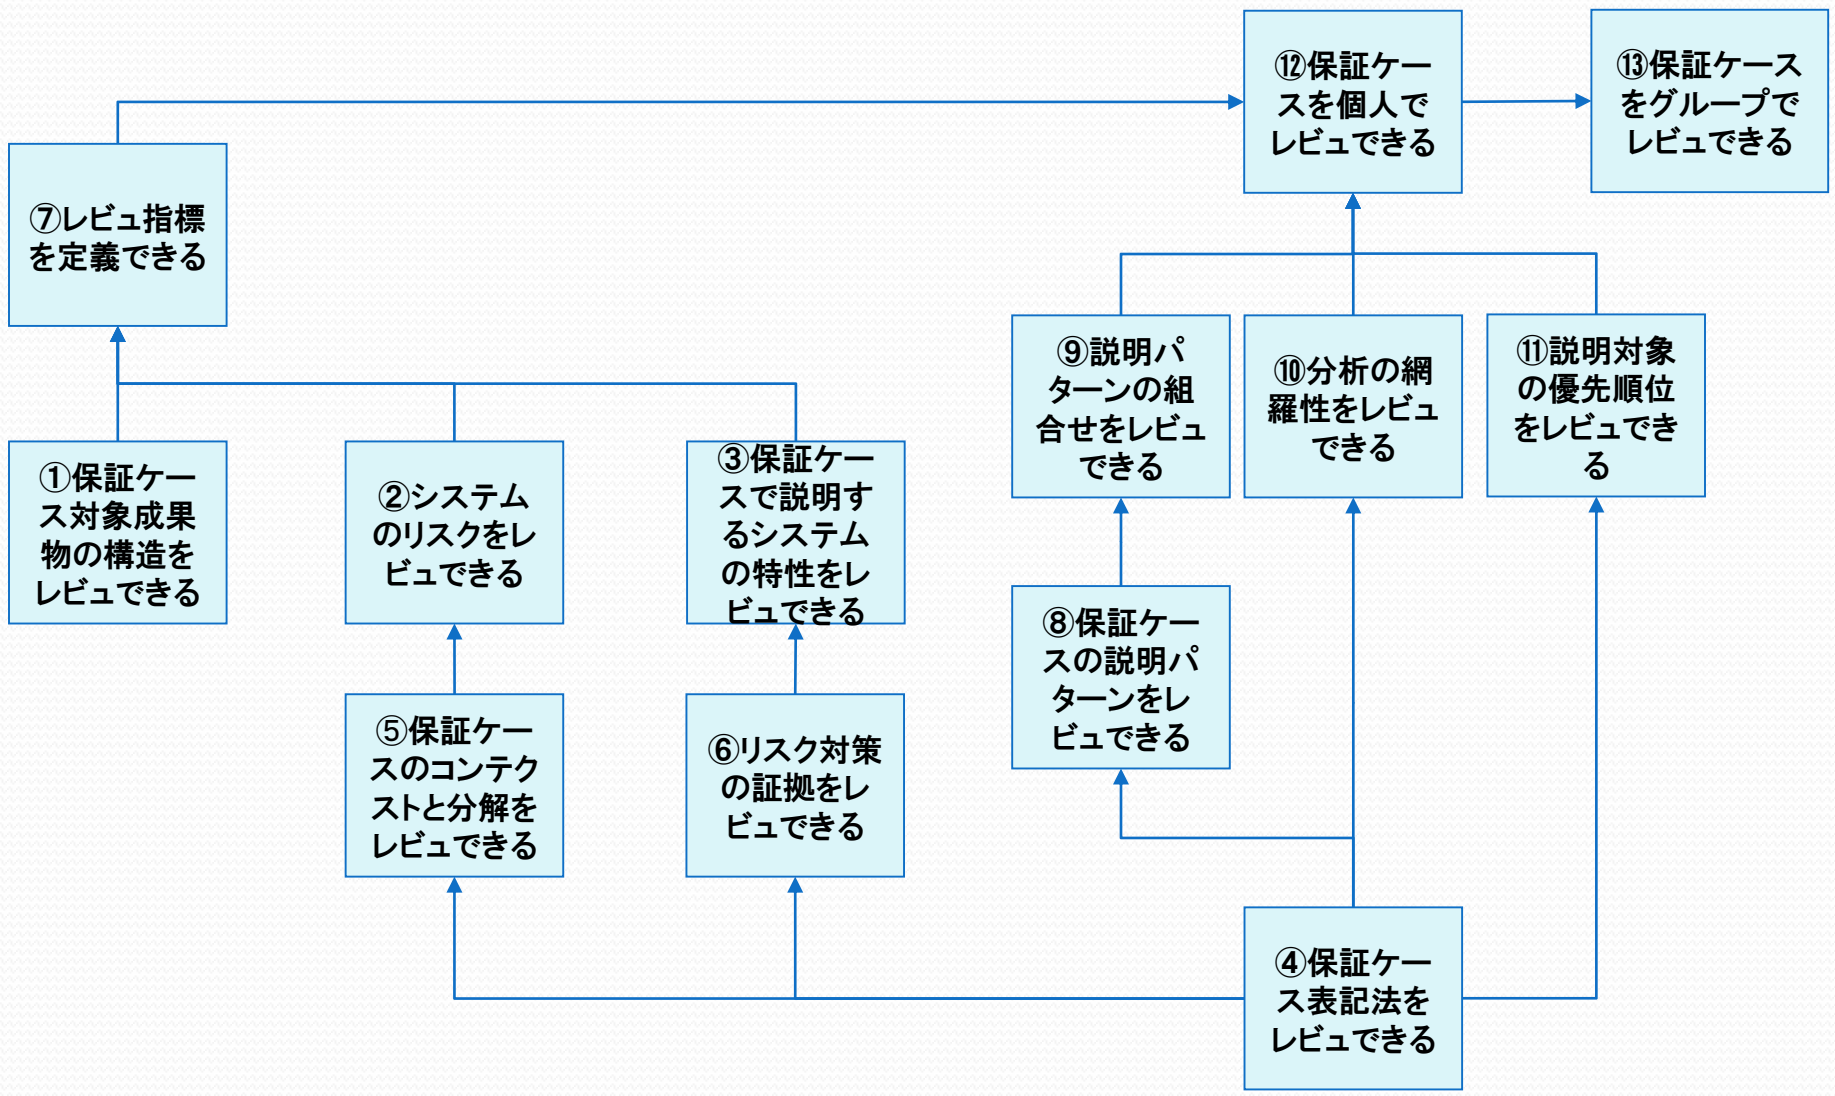 ⑫保証ケー
スを個人で
レビュできる
⑬保証ケース
をグループで
レビュできる
⑦レビュ指標
を定義できる
⑨説明パ
ターンの組
合せをレビュ
できる
⑩分析の網
羅性をレビュ
できる
⑪説明対象
の優先順位
をレビュでき
る
①保証ケー
ス対象成果
物の構造を
レビュできる
②システム
のリスクをレ
ビュできる
③保証ケー
スで説明す
るシステム
の特性をレ
ビュできる
⑧保証ケー
スの説明パ
ターンをレ
ビュできる
⑤保証ケー
スのコンテク
ストと分解を
レビュできる
⑥リスク対策
の証拠をレ
ビュできる
④保証ケー
ス表記法を
レビュできる